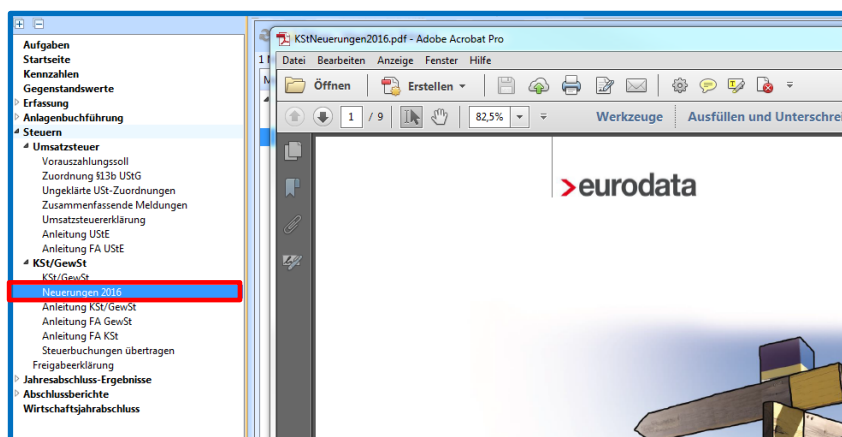 Aufgaben
Startseite
Kennzahlen
Gegenstandswerte
Erfassung
Anlagenbuchführung
Steuern
Umsatzsteuer
Vorauszahlungssoll
Zuordnung §13b UStG
Ungeklärte USt-Zuordnungen
Zusammenfassende Meldungen
Umsatzsteuererklärung
Anleitung UStE
Anleitung FA UStE
KSt/GewSt
KSt/GewSt
Neuerungen 2016
Anleitung KSt/GewSt
Anleitung FA GewSt
Anleitung FA KSt
Steuerbuchungen übertragen
Freigabeerklärung
Jahresabschluss-Ergebnisse
Abschlussberichte
Wirtschaftsjahrabschluss
KStNeuerungen2016.pdf - Adobe Acrobat Pro
Datei Bearbeiten Anzeige Fenster Hilfe
Öffnen Erstellen
1 / 9 82,5% Werkzeuge Ausfüllen und Unterschrei
eurodata